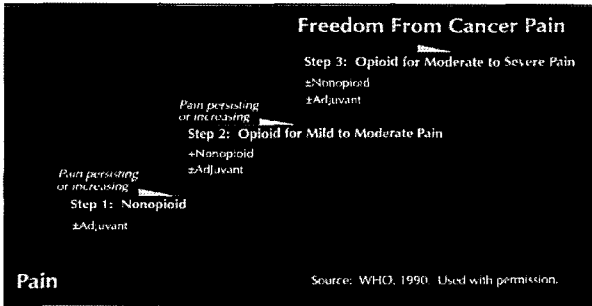 Freedom From Cancer Pain
Step 3: Opioid for Moderate to Severe Pain
±Nonopioid
±Adjuvant
Pain persisting
or increasing
Step 2: Opioid for Mild to Moderate Pain
+Nonopioid
±Adjuvant
Pain persisting
or increasing
Step 1: Nonopioid
±Adjuvant
Pain
Source: WHO, 1990. Used with permission.